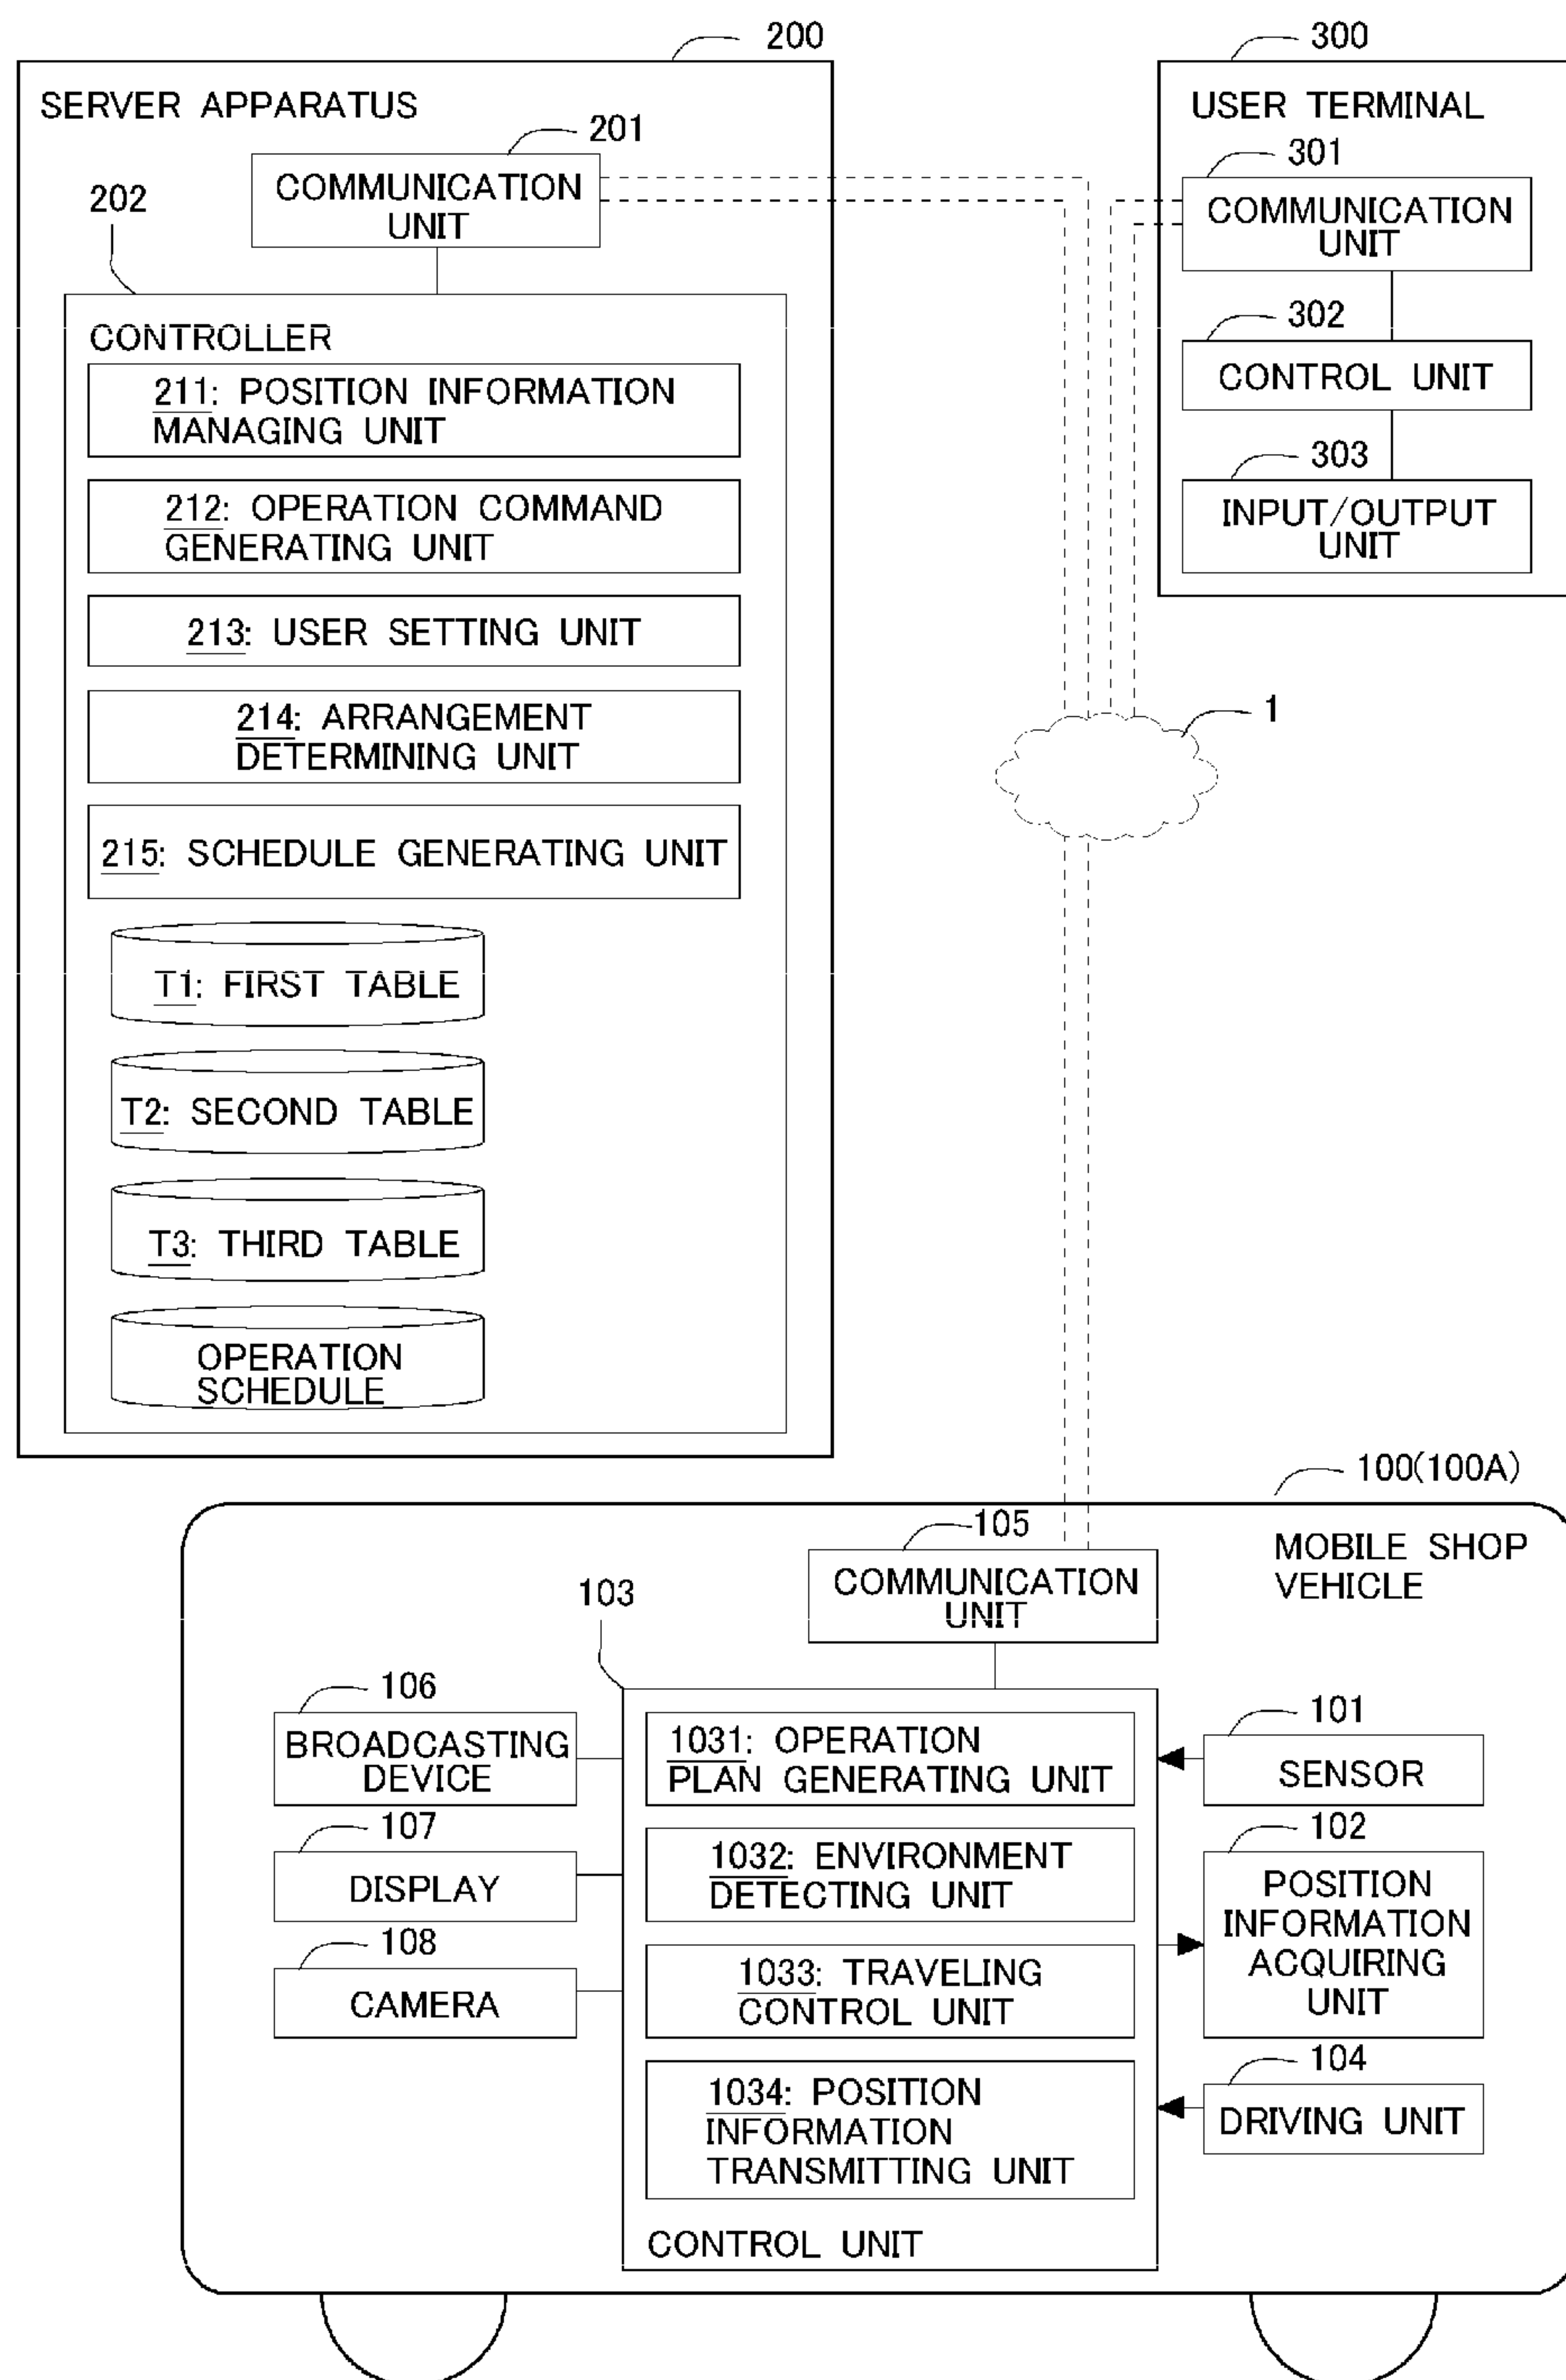 200
SERVER APPARATUS
201
COMMUNICATION
UNIT
202
CONTROLLER
211: POSITION INFORMATION
MANAGING UNIT
212: OPERATION COMMAND
GENERATING UNIT
213: USER SETTING UNIT
214: ARRANGEMENT
DETERMINING UNIT
215: SCHEDULE GENERATING UNIT
T1: FIRST TABLE
T2: SECOND TABLE
T3: THIRD TABLE
OPERATION
SCHEDULE
300
USER TERMINAL
301
COMMUNICATION
UNIT
302
CONTROL UNIT
303
INPUT/OUTPUT
UNIT
1
100(100A)
MOBILE SHOP
VEHICLE
105
COMMUNICATION
UNIT
103
106
BROADCASTING
DEVICE
107
DISPLAY
108
CAMERA
1031: OPERATION
PLAN GENERATING UNIT
1032: ENVIRONMENT
DETECTING UNIT
1033: TRAVELING
CONTROL UNIT
1034: POSITION
INFORMATION
TRANSMITTING UNIT
CONTROL UNIT
101
SENSOR
102
POSITION
INFORMATION
ACQUIRING
UNIT
104
DRIVING UNIT